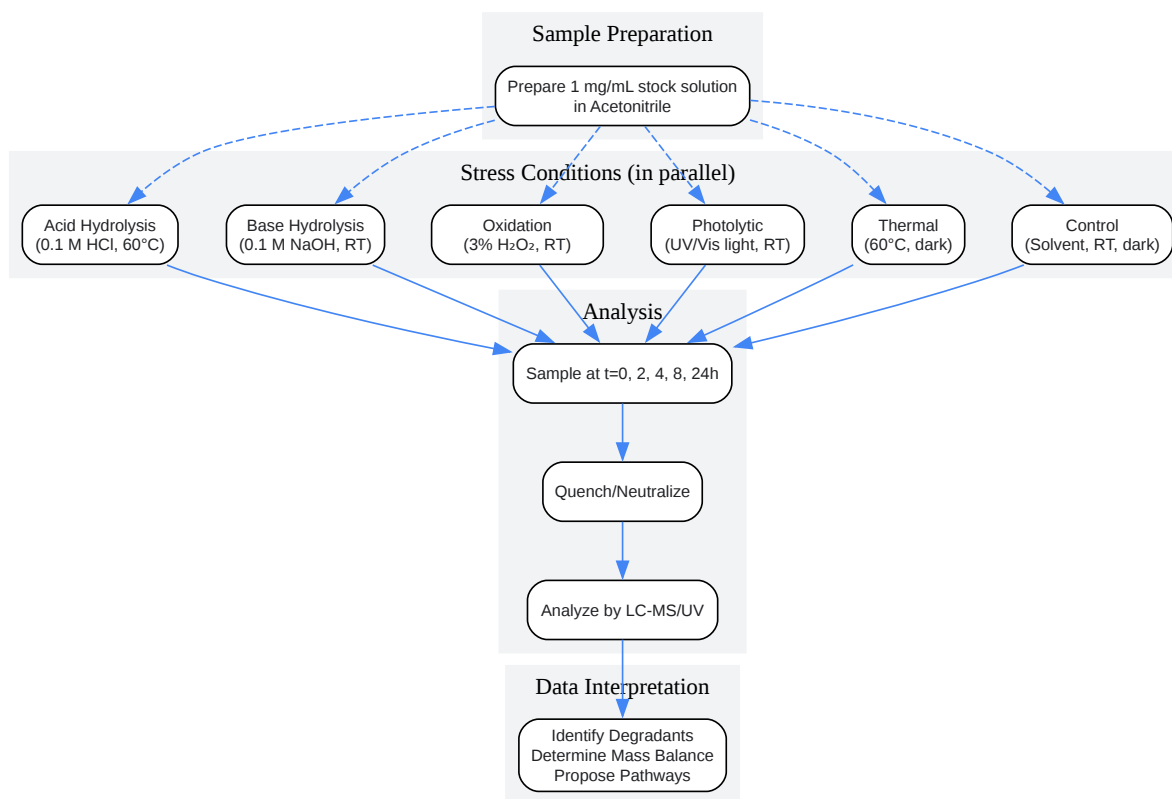 Sample Preparation
Prepare 1 mg/mL stock solution
in Acetonitrile
Stress Conditions (in parallel)
Acid Hydrolysis
(0.1 M HCl, 60°C)
Base Hydrolysis
(0.1 M NaOH, RT)
Oxidation
(3% H₂O₂, RT)
Photolytic
(UV/Vis light, RT)
Thermal
(60°C, dark)
Control
(Solvent, RT, dark)
Analysis
Sample at t=0, 2, 4, 8, 24h
Quench/Neutralize
Analyze by LC-MS/UV
Data Interpretation
Identify Degradants
Determine Mass Balance
Propose Pathways